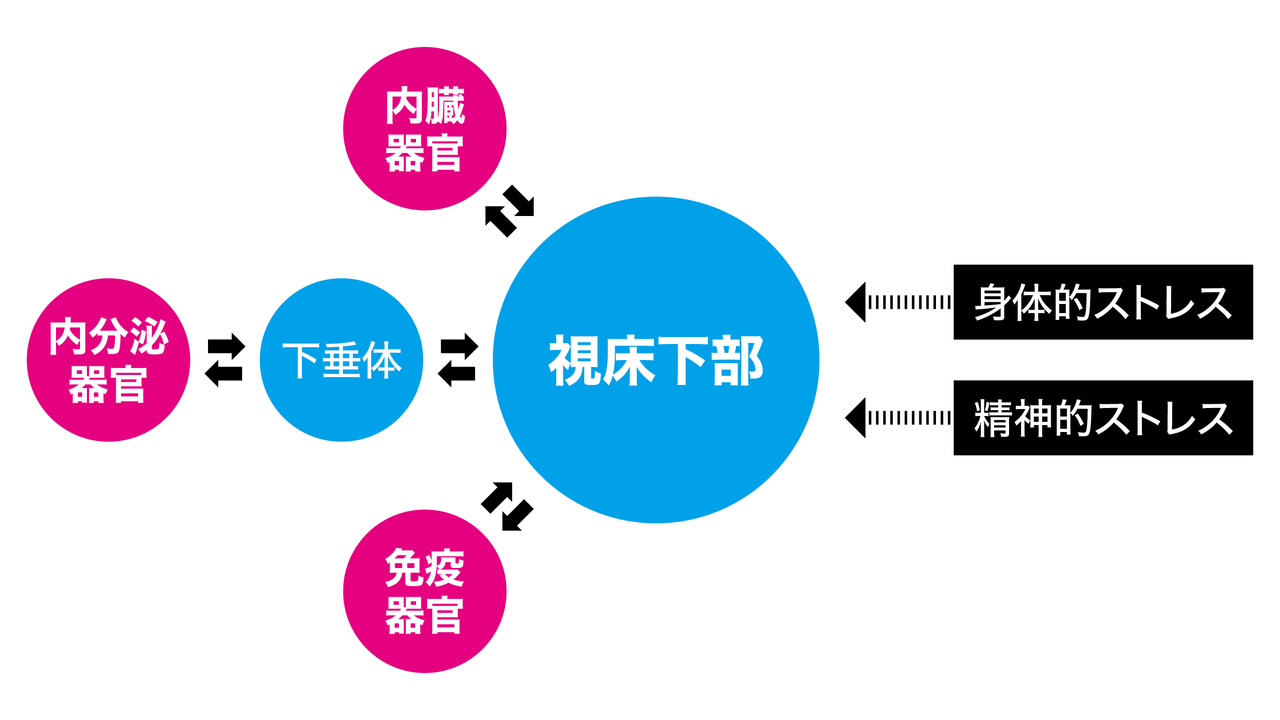 内臓
器官
内分泌
器官
下垂体
視床下部
身体的ストレス
精神的ストレス
免疫
器官